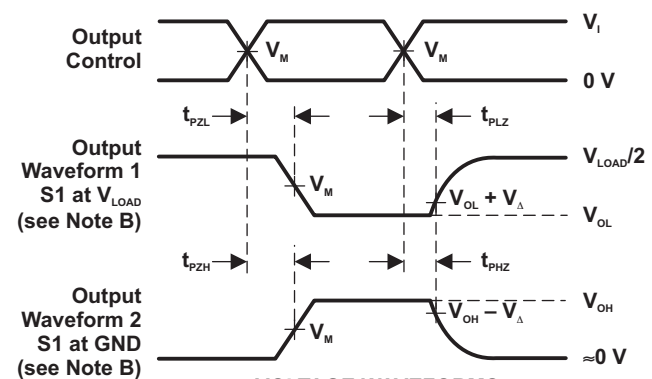 Output
Control
V_M
V_M
V_I
0 V
t_PZL
t_PLZ
Output
Waveform 1
S1 at V_LOAD
(see Note B)
V_M
V_OL + V_Δ
V_LOAD/2
V_OL
t_PZH
t_PHZ
Output
Waveform 2
S1 at GND
(see Note B)
V_M
V_OH – V_Δ
V_OH
≈0 V